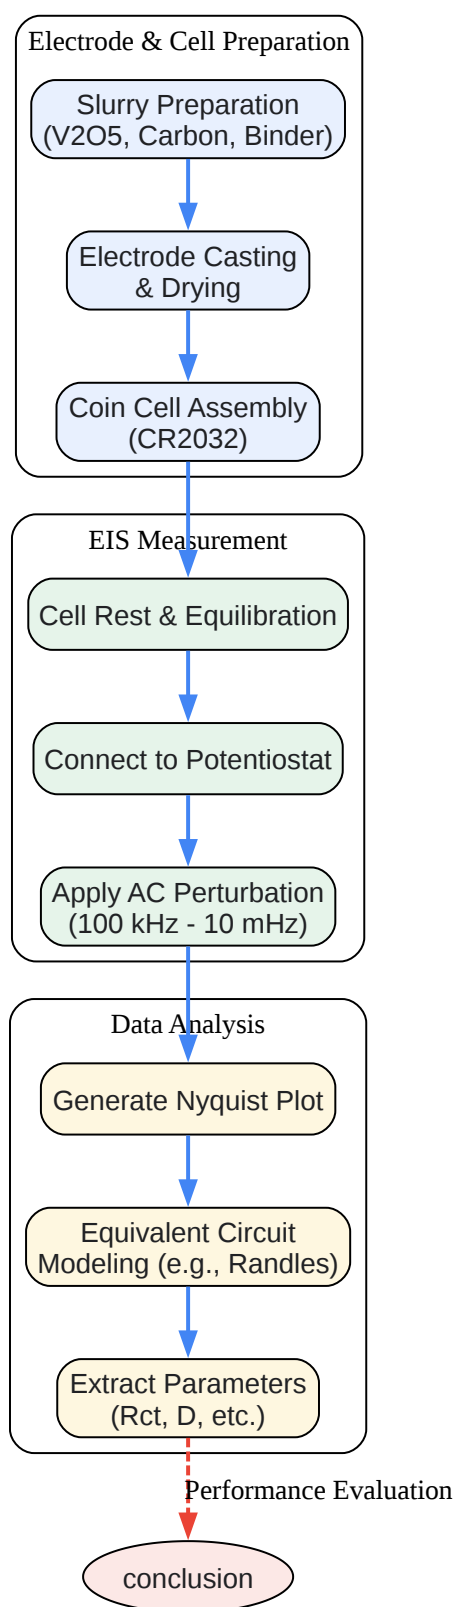 Electrode & Cell Preparation
Slurry Preparation
(V2O5, Carbon, Binder)
Electrode Casting
& Drying
Coin Cell Assembly
(CR2032)
EIS Measurement
Cell Rest & Equilibration
Connect to Potentiostat
Apply AC Perturbation
(100 kHz - 10 mHz)
Data Analysis
Generate Nyquist Plot
Equivalent Circuit
Modeling (e.g., Randles)
Extract Parameters
(Rct, D, etc.)
Performance Evaluation
conclusion